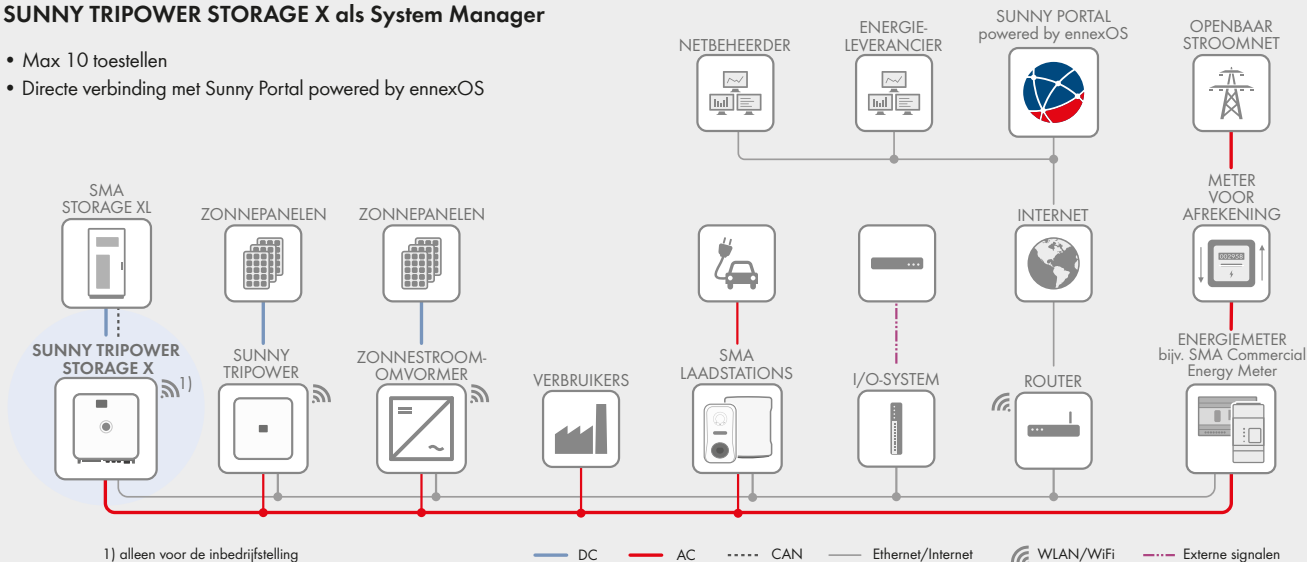 SUNNY TRIPOWER STORAGE X als System Manager
• Max 10 toestellen
• Directe verbinding met Sunny Portal powered by ennexOS
NETBEHEERDER
ENERGIE-
LEVERANCIER
SUNNY PORTAL
powered by ennexOS
OPENBAAR
STROOMNET
SMA
STORAGE XL
ZONNEPANELEN
ZONNEPANELEN
INTERNET
METER
VOOR
AFREKENING
002958
SUNNY TRIPOWER
STORAGE X
1)
SUNNY
TRIPOWER
ZONNESTROOM-
OMVORMER
VERBRUIKERS
SMA
LAADSTATIONS
I/O-SYSTEM
ROUTER
ENERGIEMETER
bijv. SMA Commercial
Energy Meter
1) alleen voor de inbedrijfstelling
DC
AC
CAN
Ethernet/Internet
WLAN/WiFi
Externe signalen